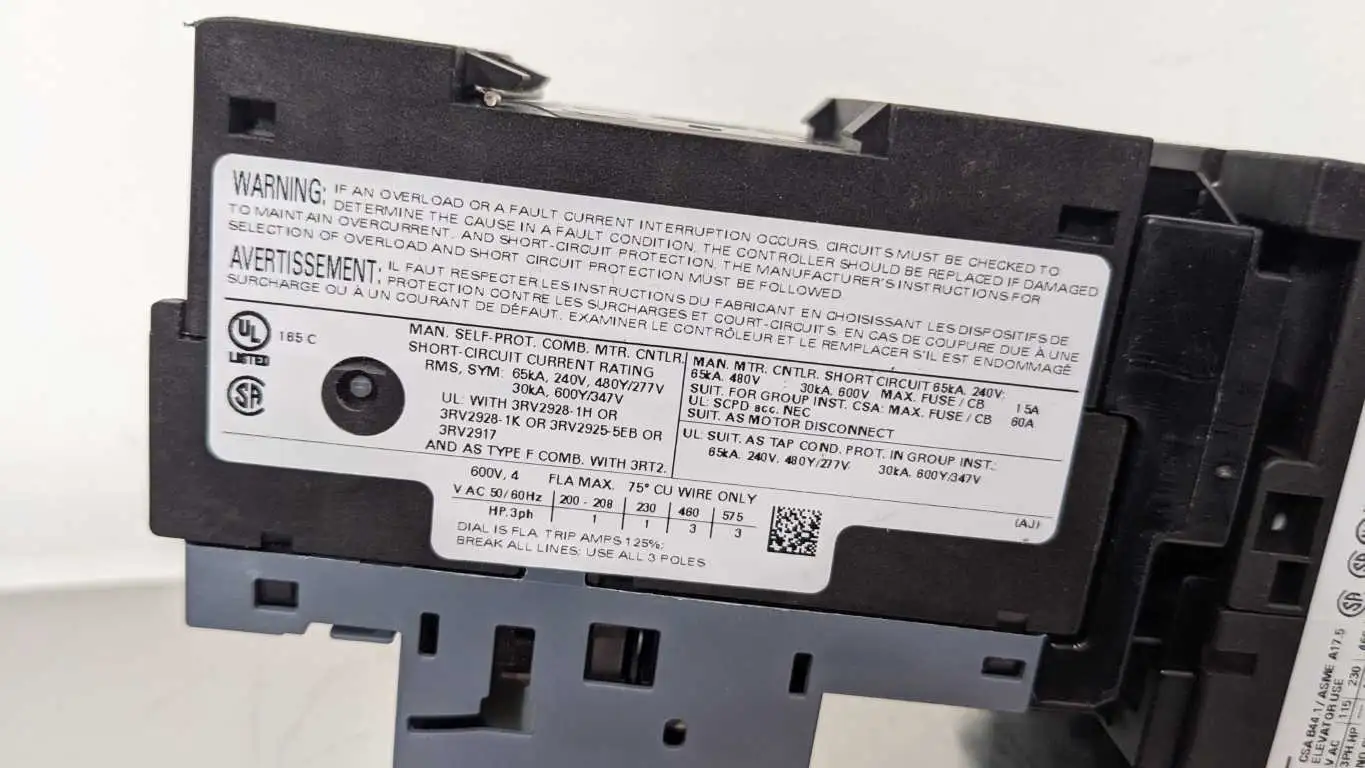 WARNING: IF AN OVERLOAD OR A FAULT CURRENT INTERRUPTION OCCURS, CIRCUITS MUST BE CHECKED TO
DETERMINE THE CAUSE IN A FAULT CONDITION. THE CONTROLLER SHOULD BE REPLACED IF DAMAGED
TO MAINTAIN OVERCURRENT, AND SHORT-CIRCUIT PROTECTION. THE MANUFACTURER'S INSTRUCTIONS FOR
SELECTION OF OVERLOAD AND SHORT CIRCUIT PROTECTION MUST BE FOLLOWED.
AVERTISSEMENT: IL FAUT RESPECTER LES INSTRUCTIONS DU FABRICANT EN CHOISISSANT LES DISPOSITIFS DE
PROTECTION CONTRE LES SURCHARGES ET COURT-CIRCUITS. EN CAS DE COUPURE DUE À UNE
SURCHARGE OU À UN COURANT DE DÉFAUT. EXAMINER LE CONTRÔLEUR ET LE REMPLACER S'IL EST ENDOMMAGÉ
UL
LISTED
165 C
SA
MAN. SELF-PROT. COMB. MTR. CNTLR.
SHORT-CIRCUIT CURRENT RATING
RMS, SYM: 65kA, 240V, 480Y/277V
30kA, 600Y/347V
UL: WITH 3RV2928-1H OR
3RV2928-1K OR 3RV2925-5EB OR
3RV2917
AND AS TYPE F COMB. WITH 3RT2.
MAN. MTR. CNTLR. SHORT CIRCUIT 65kA, 240V;
65kA, 480V ; 30kA, 600V MAX. FUSE / CB 15A
SUIT. FOR GROUP INST. CSA: MAX. FUSE / CB 60A
UL: SCPD acc. NEC
SUIT. AS MOTOR DISCONNECT
UL: SUIT. AS TAP COND. PROT. IN GROUP INST.:
65kA, 240V, 480Y/277V 30kA, 600Y/347V
600V, 4 FLA MAX. 75° CU WIRE ONLY
V AC 50/60Hz 200 - 208 230 460 575
HP.3ph 1 1 3 3
DIAL IS FLA. TRIP AMPS 125%;
BREAK ALL LINES: USE ALL 3 POLES
(AJ)
CSA B44.1 / ASME A17.5
ELEVATOR USE
V AC 115 230
3PH.HP